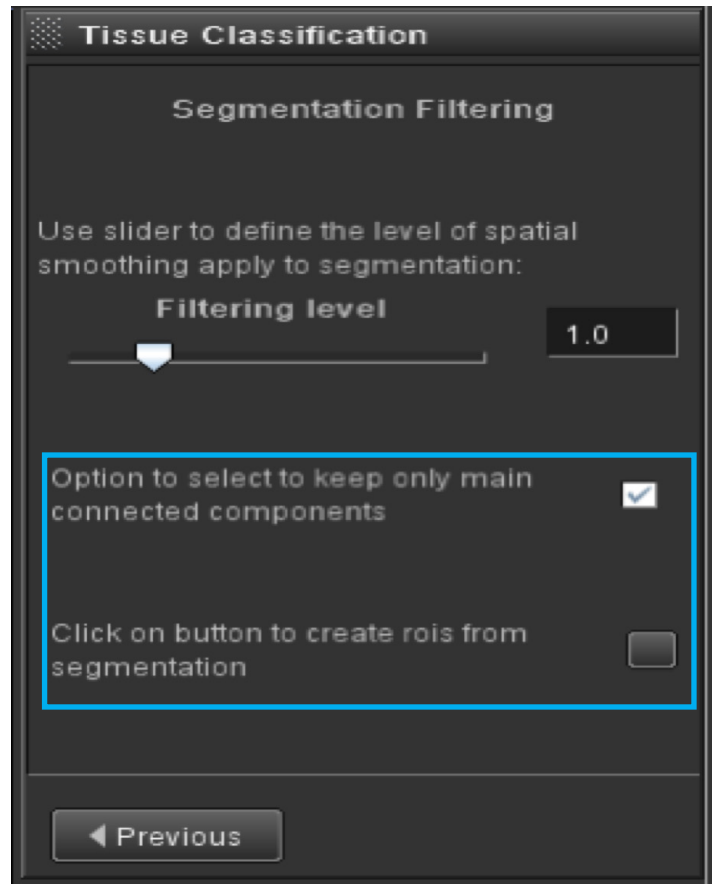 Tissue Classification
Segmentation Filtering
Use slider to define the level of spatial
smoothing apply to segmentation:
Filtering level
1.0
Option to select to keep only main
connected components
Click on button to create rois from
segmentation
Previous